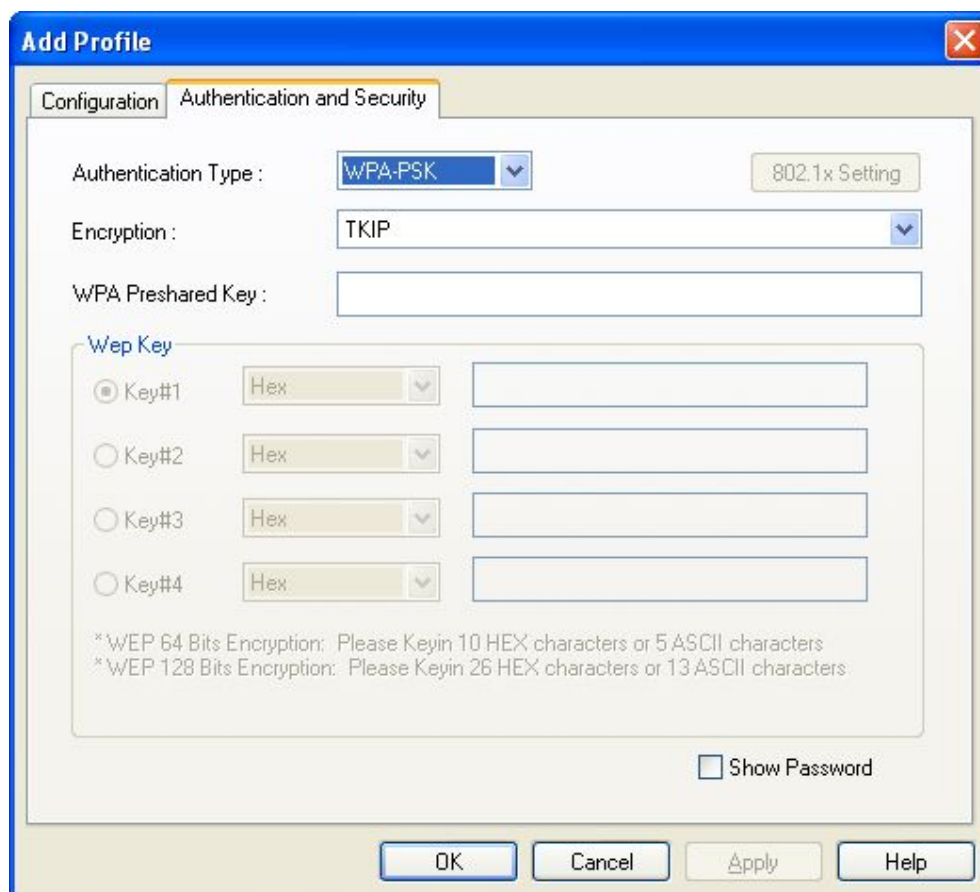 Add Profile
Configuration
Authentication and Security
Authentication Type :
WPA-PSK
802.1x Setting
Encryption :
TKIP
WPA Preshared Key :
Wep Key
Key#1
Hex
Key#2
Hex
Key#3
Hex
Key#4
Hex
* WEP 64 Bits Encryption: Please Keyin 10 HEX characters or 5 ASCII characters
* WEP 128 Bits Encryption: Please Keyin 26 HEX characters or 13 ASCII characters
Show Password
OK
Cancel
Apply
Help